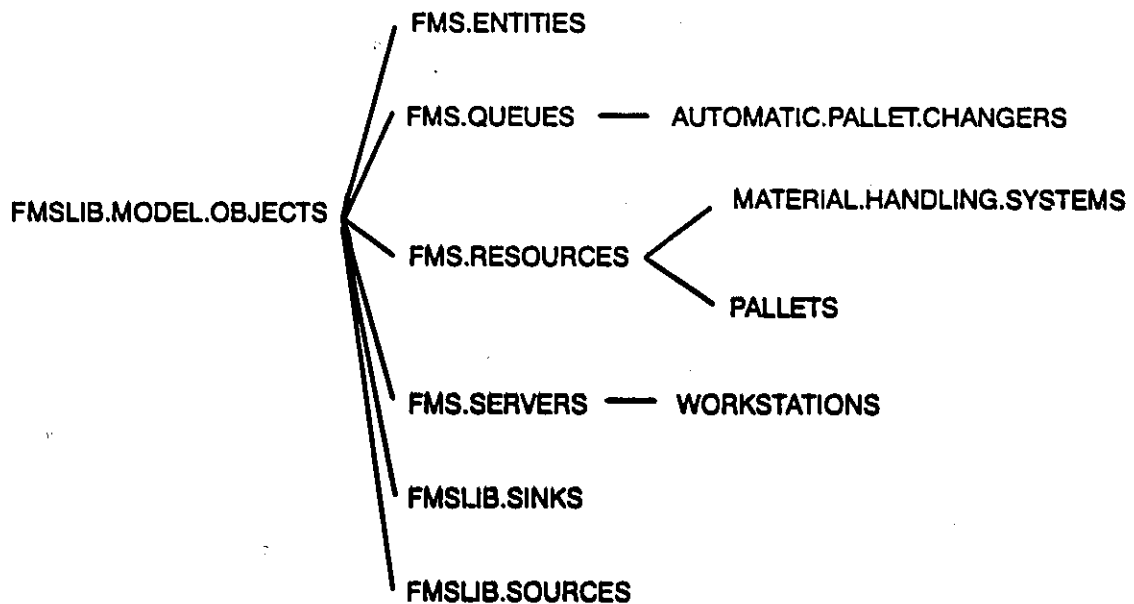 FMS.ENTITIES
FMS.QUEUES
AUTOMATIC.PALLET.CHANGERS
FMSLIB.MODEL.OBJECTS
MATERIAL.HANDLING.SYSTEMS
FMS.RESOURCES
PALLETS
FMS.SERVERS
WORKSTATIONS
FMSLIB.SINKS
FMSLIB.SOURCES